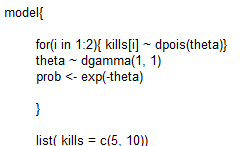 model{
for(i in 1:2){ kills[i] ~ dpois(theta)}
theta ~ dgamma(1, 1)
prob <- exp(-theta)
}
list( kills = c(5, 10))